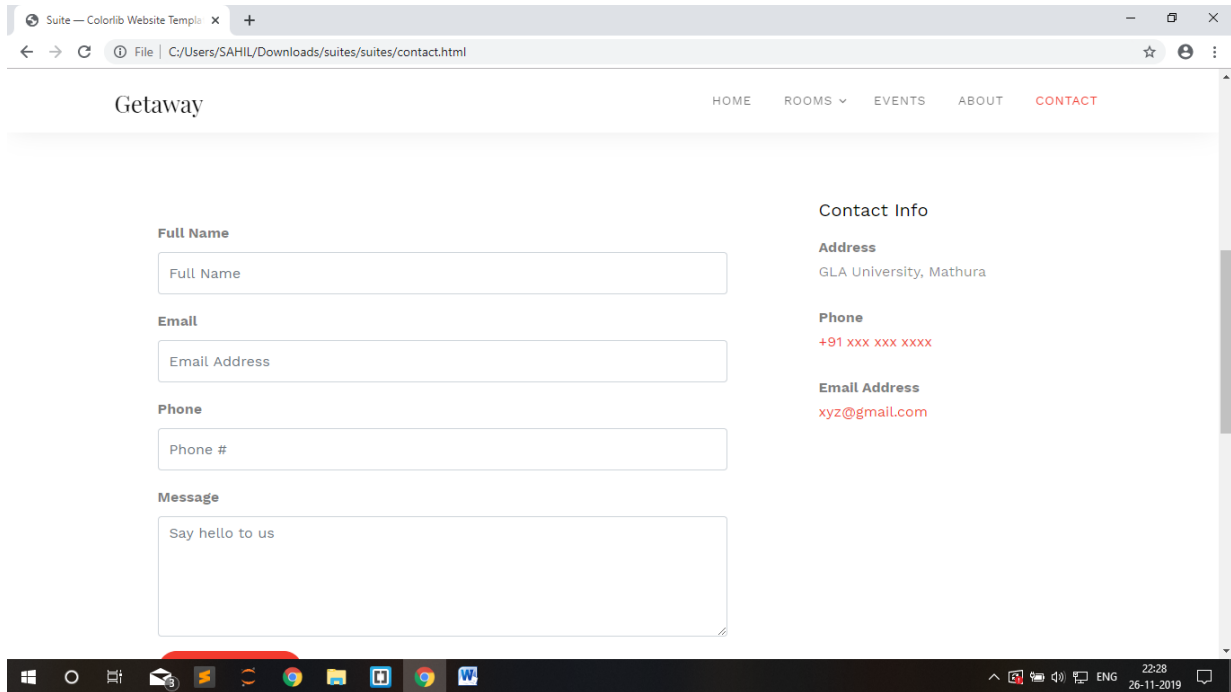 Suite — Colorlib Website Templa
File | C:/Users/SAHIL/Downloads/suites/suites/contact.html
Getaway
HOME ROOMS EVENTS ABOUT CONTACT
Full Name
Full Name
Email
Email Address
Phone
Phone #
Message
Say hello to us
Contact Info
Address
GLA University, Mathura
Phone
+91 xxx xxx xxxx
Email Address
xyz@gmail.com
3
ENG
22:28
26-11-2019